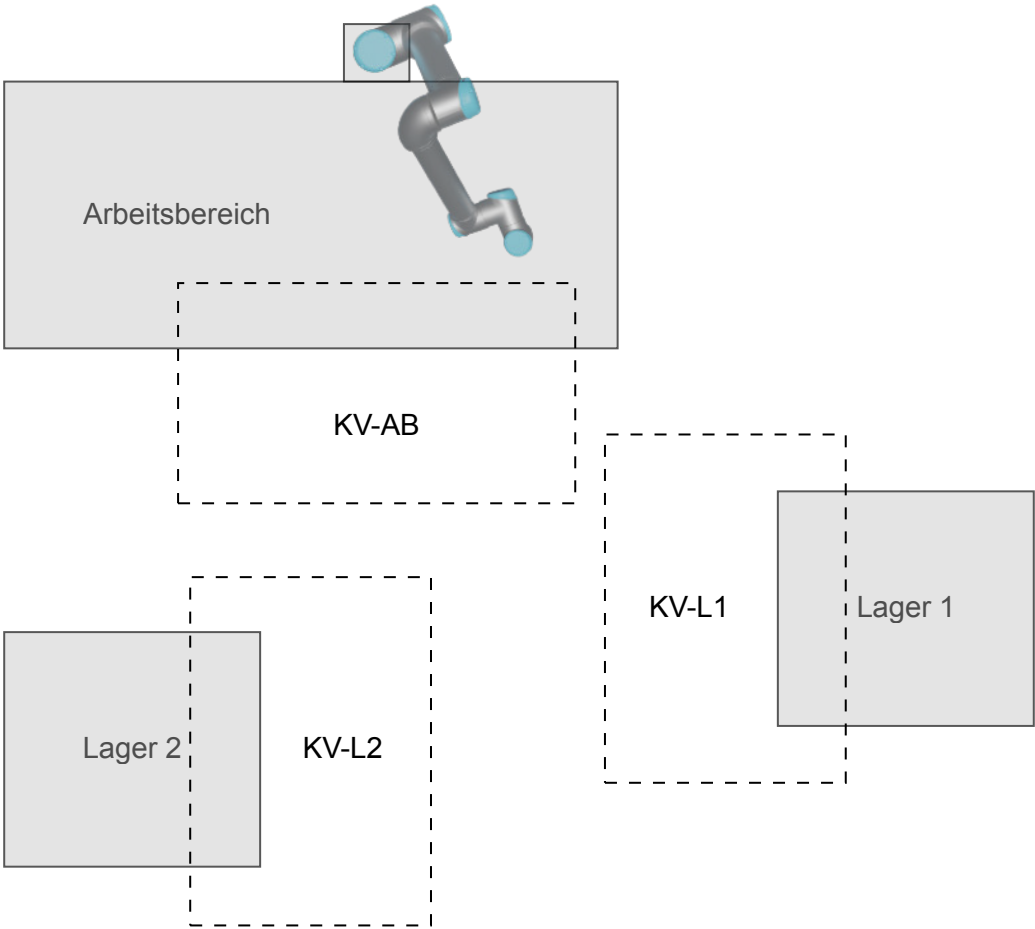 Arbeitsbereich
KV-AB
KV-L1
Lager 1
Lager 2
KV-L2